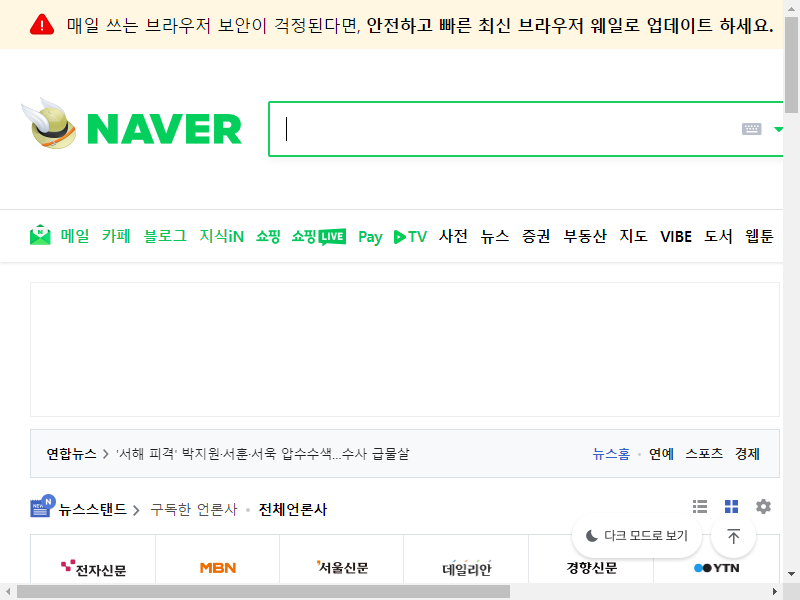 매일 쓰는 브라우저 보안이 걱정된다면, 안전하고 빠른 최신 브라우저 웨일로 업데이트 하세요.
NAVER
메일 카페 블로그 지식iN 쇼핑 쇼핑LIVE Pay TV 사전 뉴스 증권 부동산 지도 VIBE 도서 웹툰
연합뉴스 > '서해 피격' 박지원·서훈·서욱 압수수색...수사 급물살 뉴스홈 · 연예 스포츠 경제
뉴스스탠드 > 구독한 언론사 · 전체언론사
다크 모드로 보기
전자신문 MBN 서울신문 데일리안 경향신문 YTN